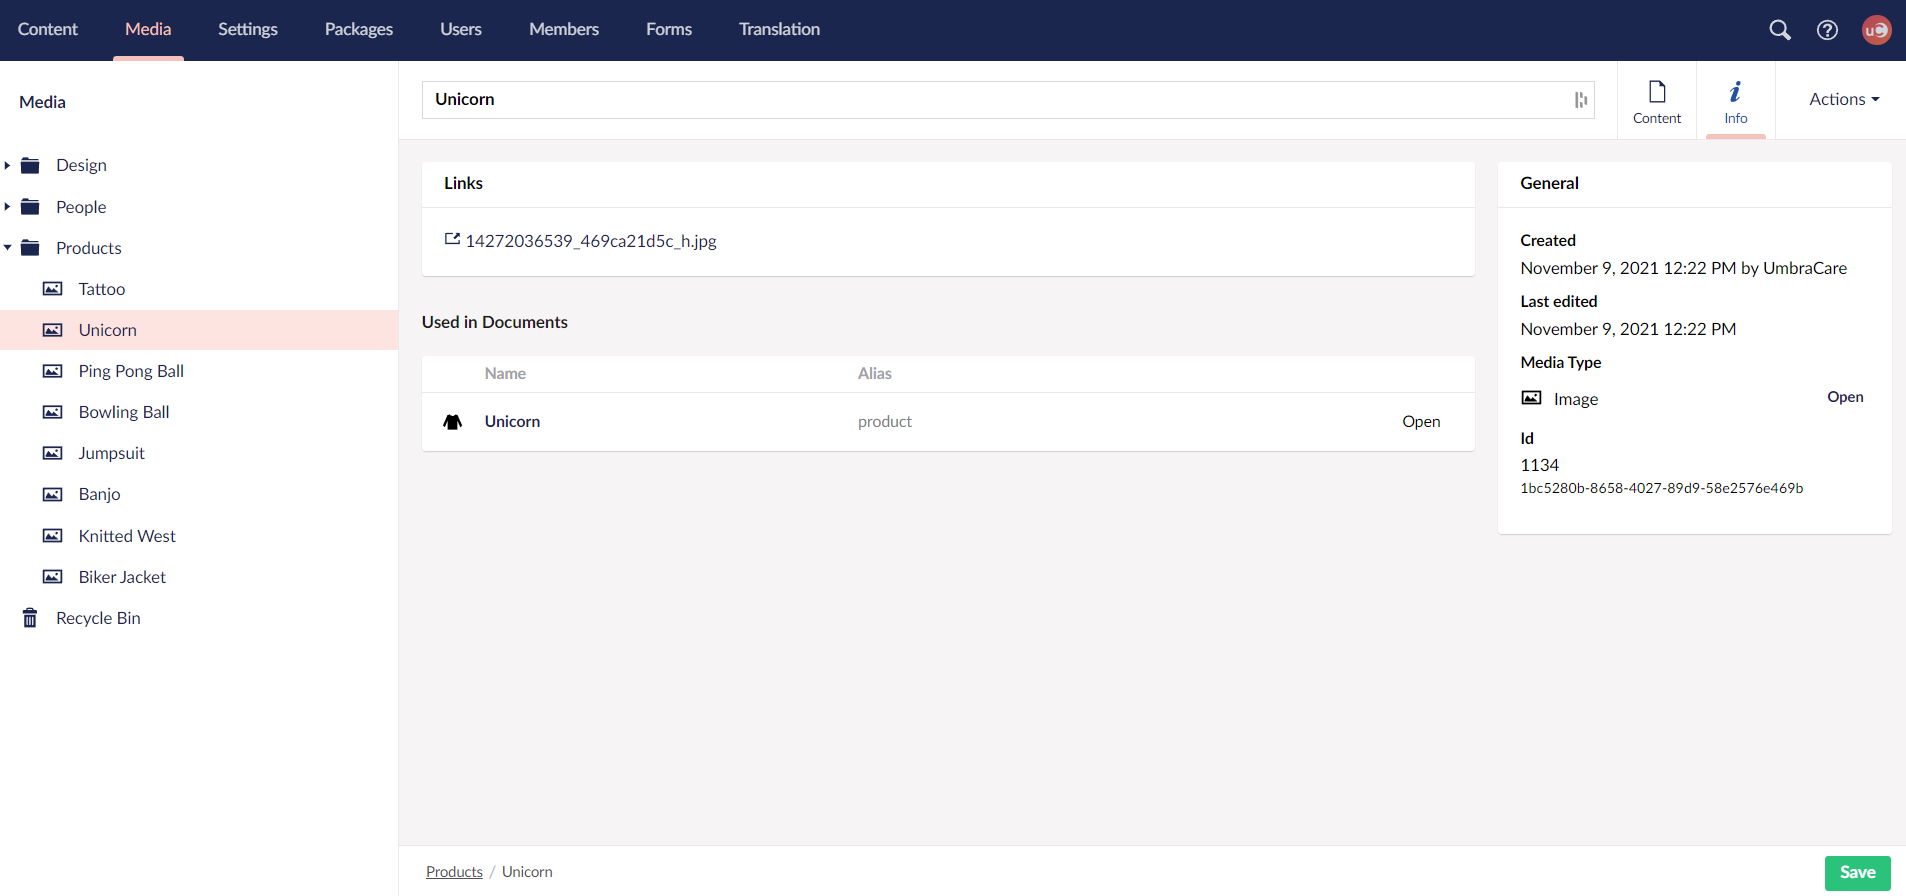 Content Media Settings Packages Users Members Forms Translation
uC
Media
Design
People
Products
Tattoo
Unicorn
Ping Pong Ball
Bowling Ball
Jumpsuit
Banjo
Knitted West
Biker Jacket
Recycle Bin
Unicorn
Content
Info
Actions
Links
14272036539_469ca21d5c_h.jpg
Used in Documents
Name Alias
Unicorn product Open
General
Created
November 9, 2021 12:22 PM by UmbraCare
Last edited
November 9, 2021 12:22 PM
Media Type
Image Open
Id
1134
1bc5280b-8658-4027-89d9-58e2576e469b
Products / Unicorn
Save